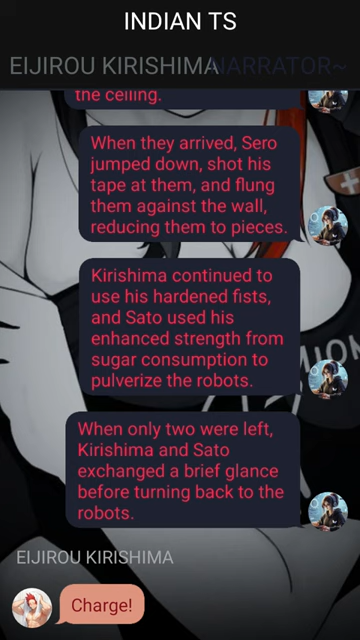 INDIAN TS
EIJIROU KIRISHIMA NARRATOR~
the ceiling.
When they arrived, Sero
jumped down, shot his
tape at them, and flung
them against the wall,
reducing them to pieces.
Kirishima continued to
use his hardened fists,
and Sato used his
enhanced strength from
sugar consumption to
pulverize the robots.
When only two were left,
Kirishima and Sato
exchanged a brief glance
before turning back to the
robots.
EIJIROU KIRISHIMA
Charge!